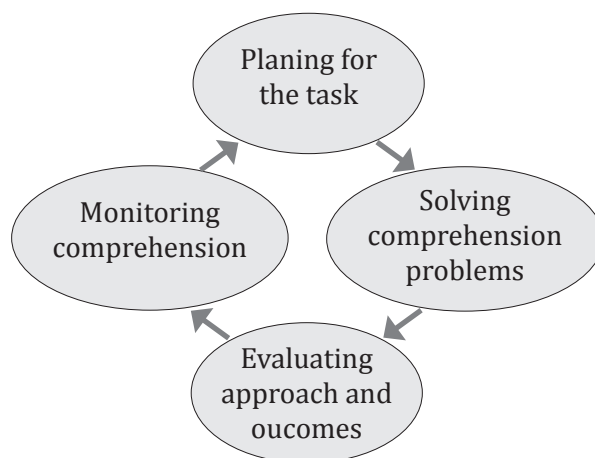 Planing for
the task
Monitoring
comprehension
Solving
comprehension
problems
Evaluating
approach and
oucomes